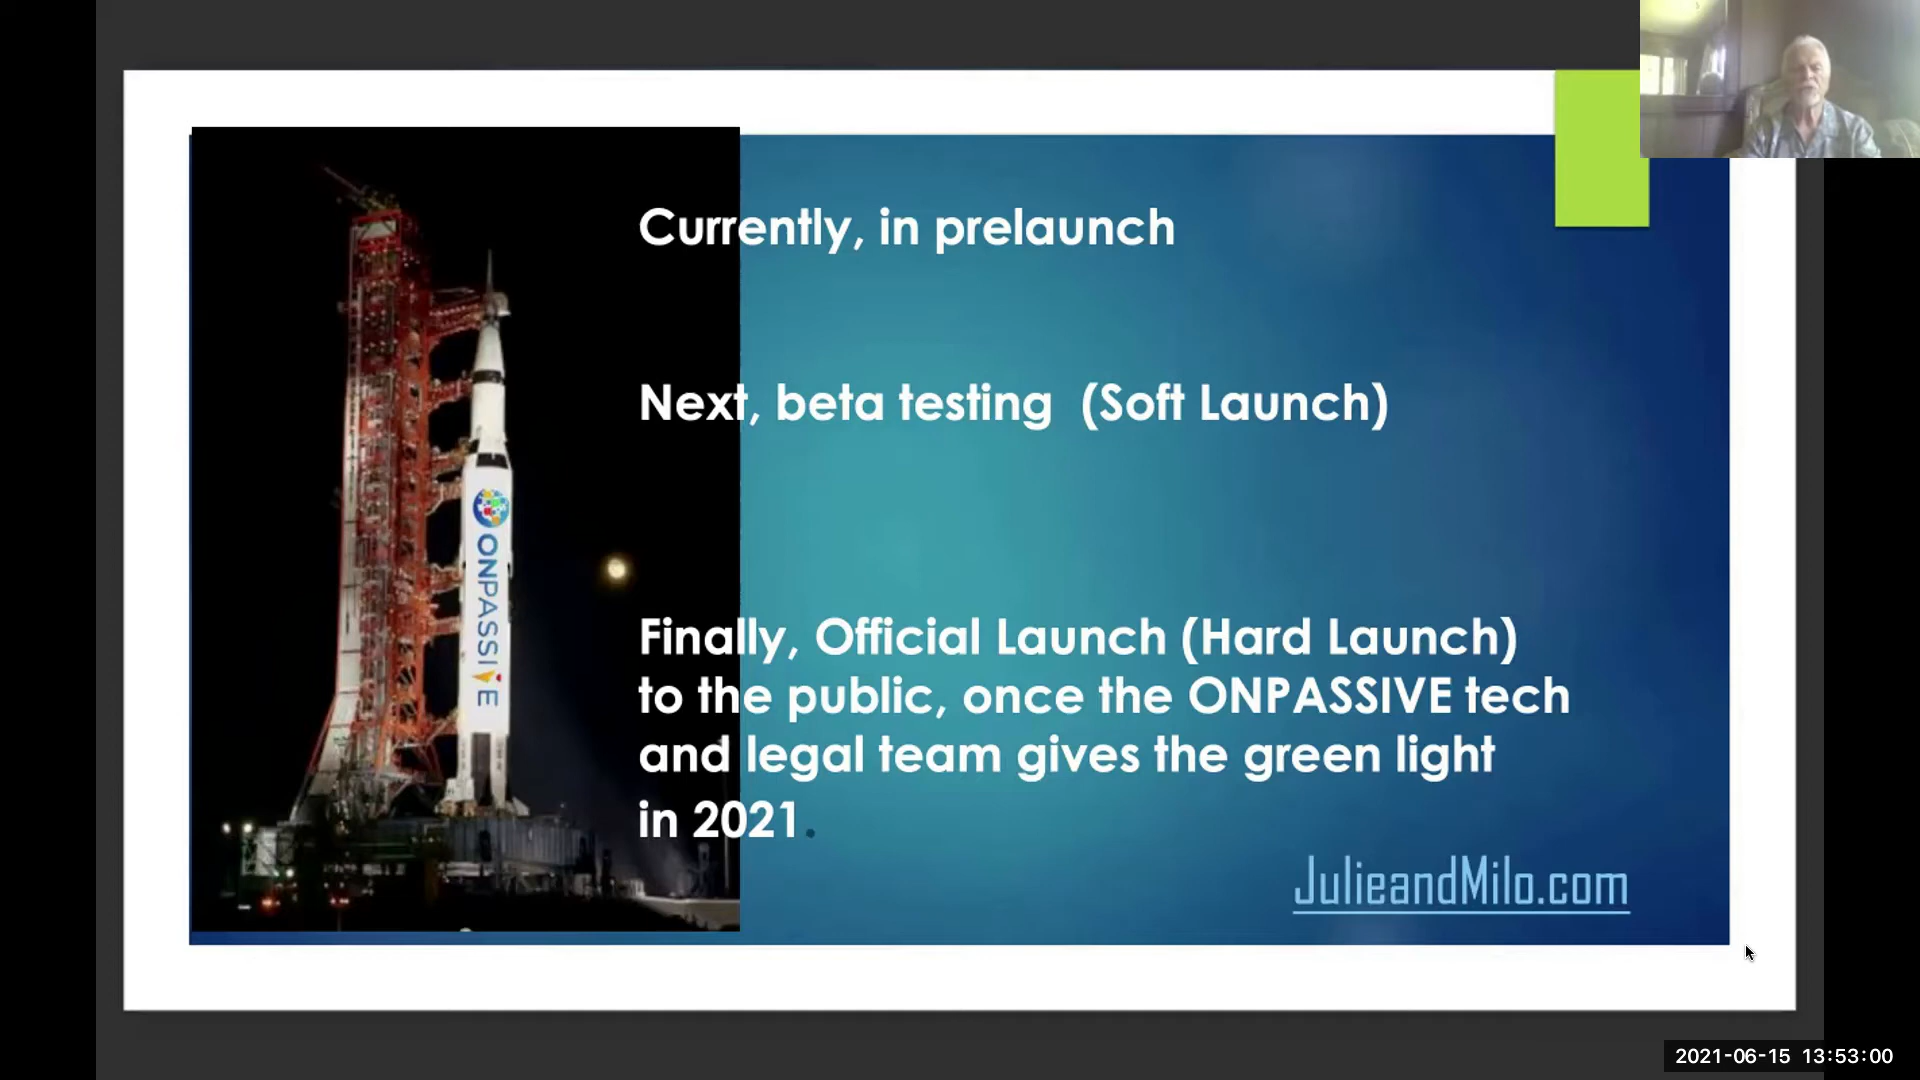 Currently, in prelaunch
Next, beta testing (Soft Launch)
ONPASSIVE
Finally, Official Launch (Hard Launch)
to the public, once the ONPASSIVE tech
and legal team gives the green light
in 2021.
JulieandMilo.com
2021-06-15 13:53:00